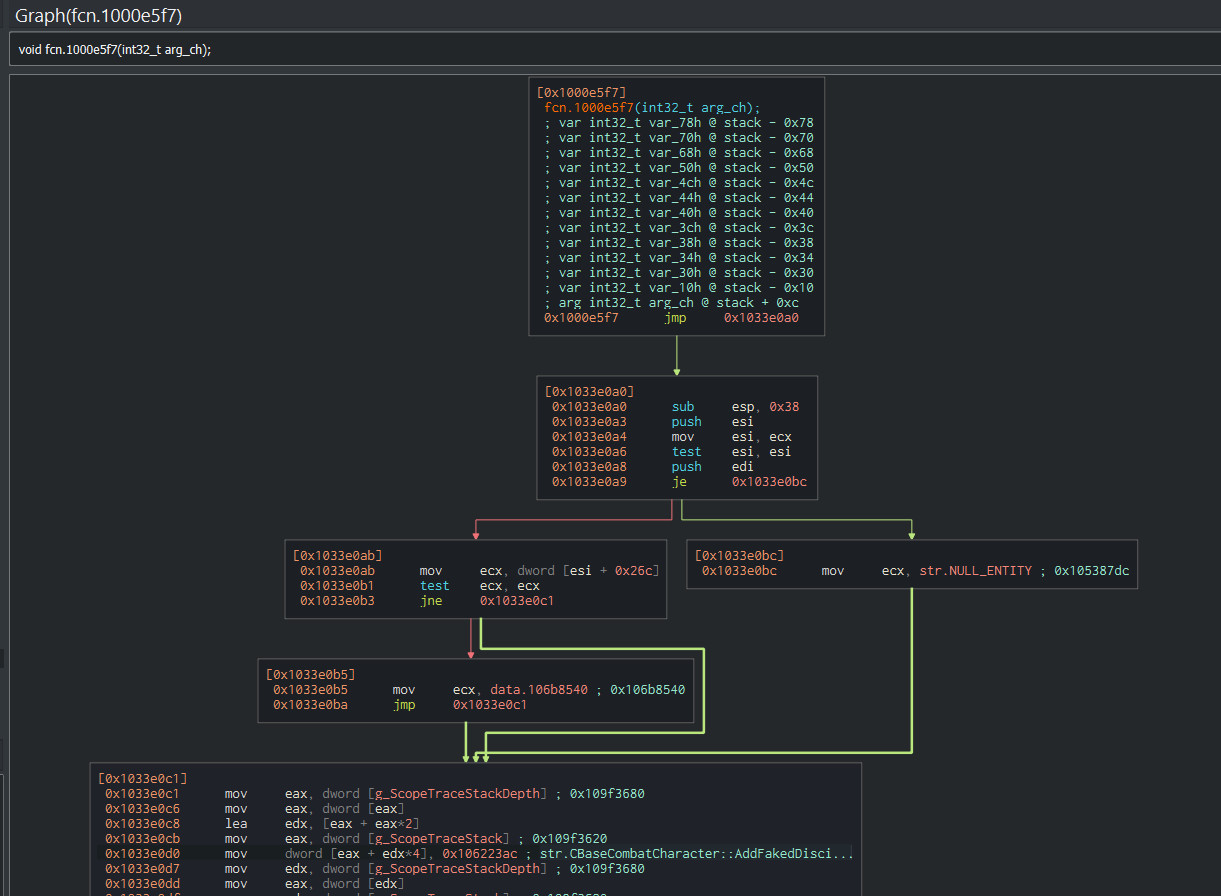 Graph(fcn.1000e5f7)
void fcn.1000e5f7(int32_t arg_ch);
[0x1000e5f7]
fcn.1000e5f7(int32_t arg_ch);
; var int32_t var_78h @ stack - 0x78
; var int32_t var_70h @ stack - 0x70
; var int32_t var_68h @ stack - 0x68
; var int32_t var_50h @ stack - 0x50
; var int32_t var_4ch @ stack - 0x4c
; var int32_t var_44h @ stack - 0x44
; var int32_t var_40h @ stack - 0x40
; var int32_t var_3ch @ stack - 0x3c
; var int32_t var_38h @ stack - 0x38
; var int32_t var_34h @ stack - 0x34
; var int32_t var_30h @ stack - 0x30
; var int32_t var_10h @ stack - 0x10
; arg int32_t arg_ch @ stack + 0xc
0x1000e5f7 jmp 0x1033e0a0
[0x1033e0a0]
0x1033e0a0 sub esp, 0x38
0x1033e0a3 push esi
0x1033e0a4 mov esi, ecx
0x1033e0a6 test esi, esi
0x1033e0a8 push edi
0x1033e0a9 je 0x1033e0bc
[0x1033e0ab]
0x1033e0ab mov ecx, dword [esi + 0x26c]
0x1033e0b1 test ecx, ecx
0x1033e0b3 jne 0x1033e0c1
[0x1033e0bc]
0x1033e0bc mov ecx, str.NULL_ENTITY ; 0x105387dc
[0x1033e0b5]
0x1033e0b5 mov ecx, data.106b8540 ; 0x106b8540
0x1033e0ba jmp 0x1033e0c1
[0x1033e0c1]
0x1033e0c1 mov eax, dword [g_ScopeTraceStackDepth] ; 0x109f3680
0x1033e0c6 mov eax, dword [eax]
0x1033e0c8 lea edx, [eax + eax*2]
0x1033e0cb mov eax, dword [g_ScopeTraceStack] ; 0x109f3620
0x1033e0d0 mov dword [eax + edx*4], 0x106223ac ; str.CBaseCombatCharacter::AddFakedDisci...
0x1033e0d7 mov edx, dword [g_ScopeTraceStackDepth] ; 0x109f3680
0x1033e0dd mov eax, dword [edx]